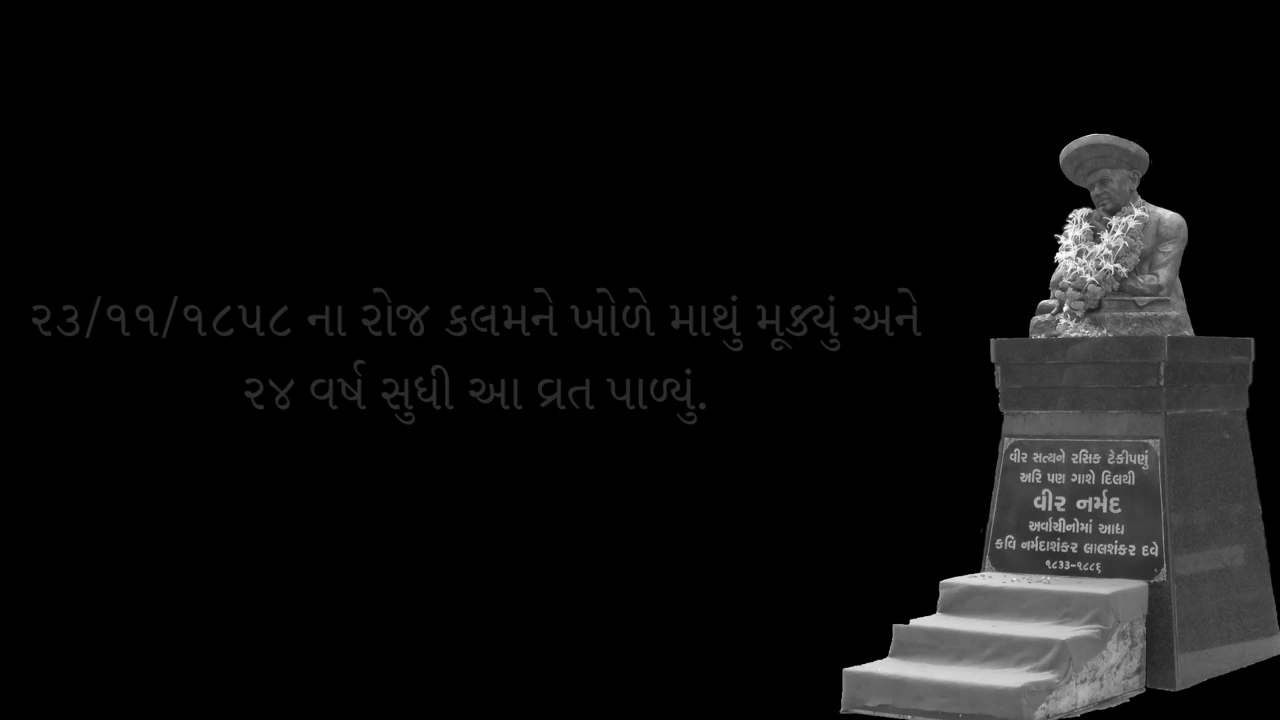 ૨૩/૧૧/૧૮૫૮ ના રોજ કલમને ખોળે માથું મૂક્યું અને
૨૪ વર્ષ સુધી આ વ્રત પાળ્યું.
વીર સત્યને રસિક ટેકીપણું
અરિ પણ ગાશે દિલથી
વીર નર્મદ
અર્વાચીનોમાં આદ્ય
કવિ નર્મદાશંકર લાલશંકર દવે
૧૮૩૩-૧૮૮૬